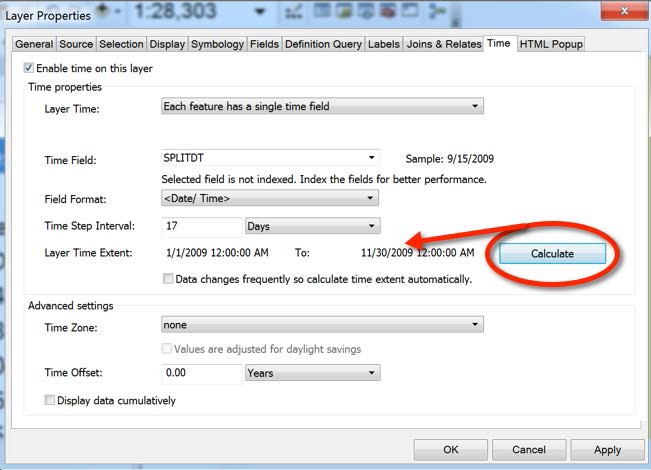 1:28,303
Layer Properties
General Source Selection Display Symbology Fields Definition Query Labels Joins & Relates Time HTML Popup
Enable time on this layer
Time properties
Layer Time: Each feature has a single time field
Time Field: SPLITDT Sample: 9/15/2009
Selected field is not indexed. Index the fields for better performance.
Field Format: <Date/ Time>
Time Step Interval: 17 Days
Layer Time Extent: 1/1/2009 12:00:00 AM To: 11/30/2009 12:00:00 AM Calculate
Data changes frequently so calculate time extent automatically.
Advanced settings
Time Zone: none
Values are adjusted for daylight savings
Time Offset: 0.00 Years
Display data cumulatively
OK Cancel Apply